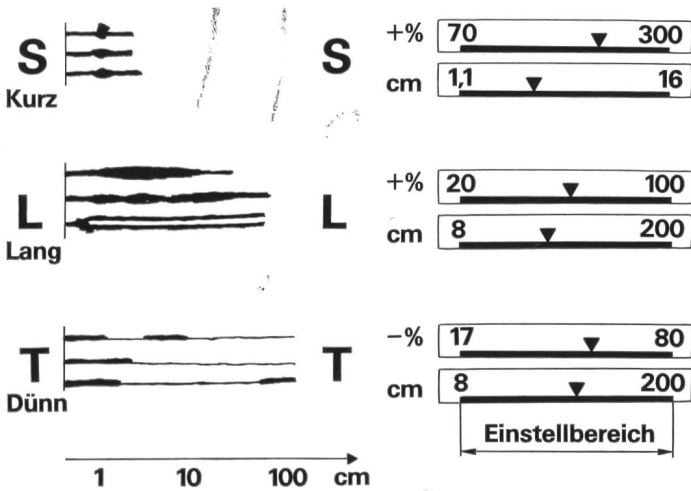 S
Kurz
S
+% 70 300
cm 1,1 16
L
Lang
L
+% 20 100
cm 8 200
T
Dünn
T
−% 17 80
cm 8 200
Einstellbereich
1 10 100 cm